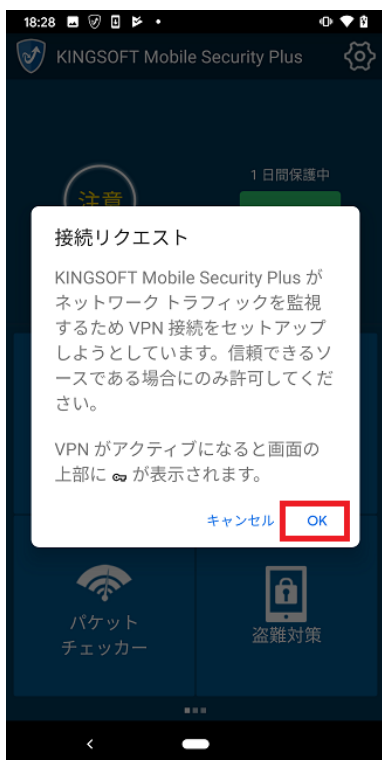 18:28
KINGSOFT Mobile Security Plus
1 日間保護中
注意
接続リクエスト
KINGSOFT Mobile Security Plus が
ネットワーク トラフィックを監視
するため VPN 接続をセットアップ
しようとしています。信頼できるソ
ースである場合にのみ許可してくだ
さい。
VPN がアクティブになると画面の
上部に が表示されます。
キャンセル OK
パケット
チェッカー
盗難対策